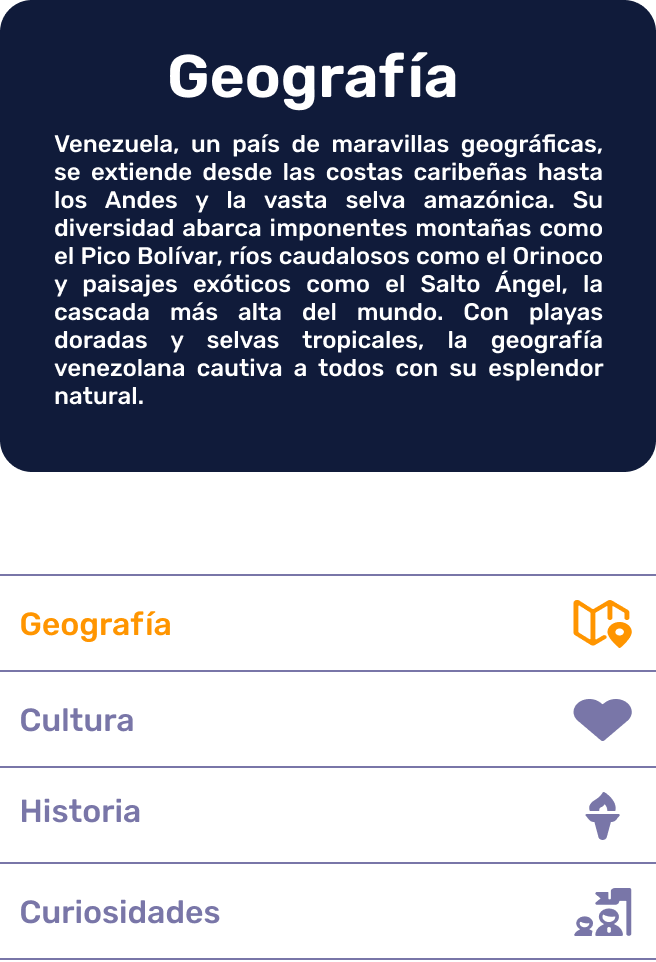 Geografía
Venezuela, un país de maravillas geográficas,
se extiende desde las costas caribeñas hasta
los Andes y la vasta selva amazónica. Su
diversidad abarca imponentes montañas como
el Pico Bolívar, ríos caudalosos como el Orinoco
y paisajes exóticos como el Salto Ángel, la
cascada más alta del mundo. Con playas
doradas y selvas tropicales, la geografía
venezolana cautiva a todos con su esplendor
natural.
Geografía
Cultura
Historia
Curiosidades